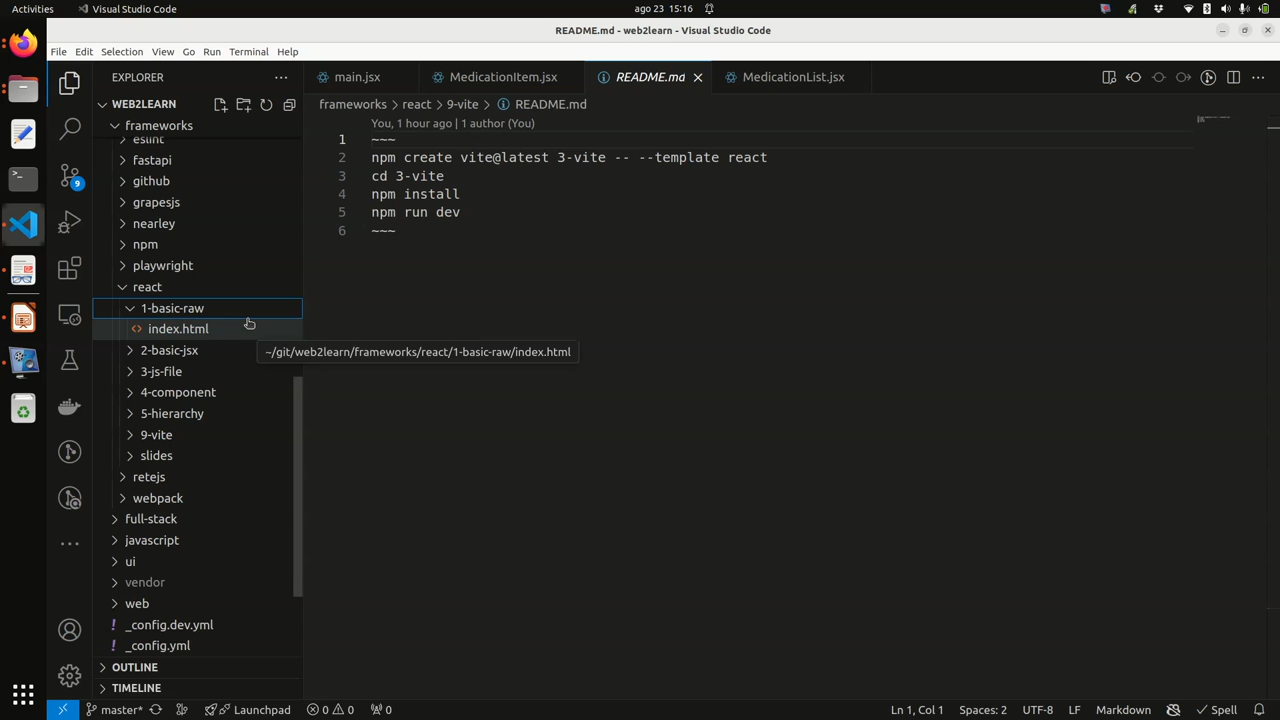 Activities
Visual Studio Code
ago 23 15:16
README.md - web2learn - Visual Studio Code
File Edit Selection View Go Run Terminal Help
EXPLORER
main.jsx
MedicationItem.jsx
README.md
MedicationList.jsx
WEB2LEARN
frameworks
eslint
fastapi
github
grapesjs
nearley
npm
playwright
react
1-basic-raw
index.html
2-basic-jsx
3-js-file
4-component
5-hierarchy
9-vite
slides
retejs
webpack
full-stack
javascript
ui
vendor
web
_config.dev.yml
_config.yml
OUTLINE
TIMELINE
9
frameworks > react > 9-vite > README.md
You, 1 hour ago | 1 author (You)
1 ~~~
2 npm create vite@latest 3-vite -- --template react
3 cd 3-vite
4 npm install
5 npm run dev
6 ~~~
~/git/web2learn/frameworks/react/1-basic-raw/index.html
master*
Launchpad
0 0
0
Ln 1, Col 1
Spaces: 2
UTF-8
LF
Markdown
Spell